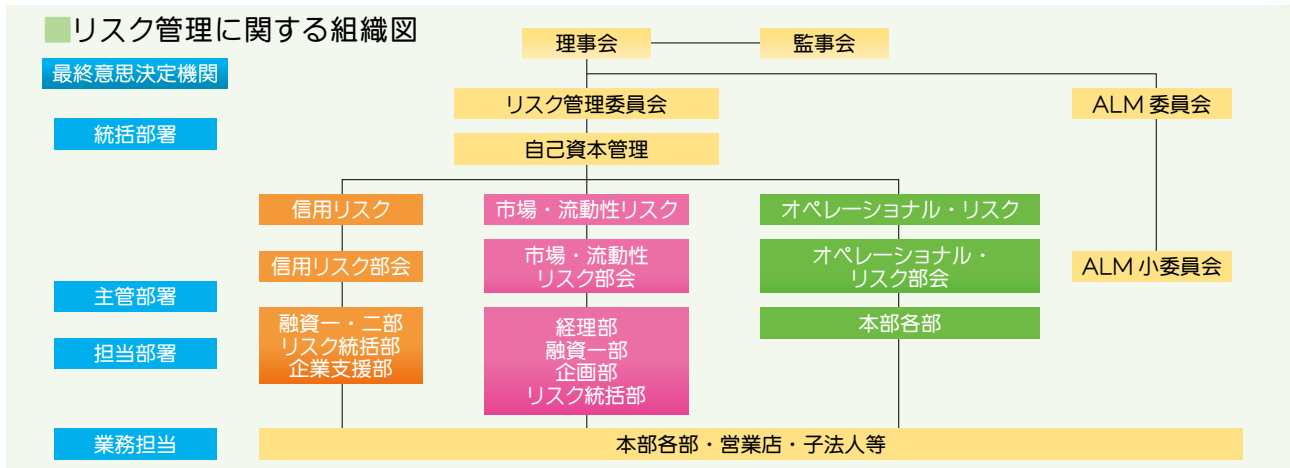 ■リスク管理に関する組織図
理事会
監事会
最終意思決定機関
リスク管理委員会
ALM 委員会
統括部署
自己資本管理
信用リスク
市場・流動性リスク
オペレーショナル・リスク
信用リスク部会
市場・流動性
リスク部会
オペレーショナル・
リスク部会
ALM 小委員会
主管部署
担当部署
融資一・二部
リスク統括部
企業支援部
経理部
融資一部
企画部
リスク統括部
本部各部
業務担当
本部各部・営業店・子法人等